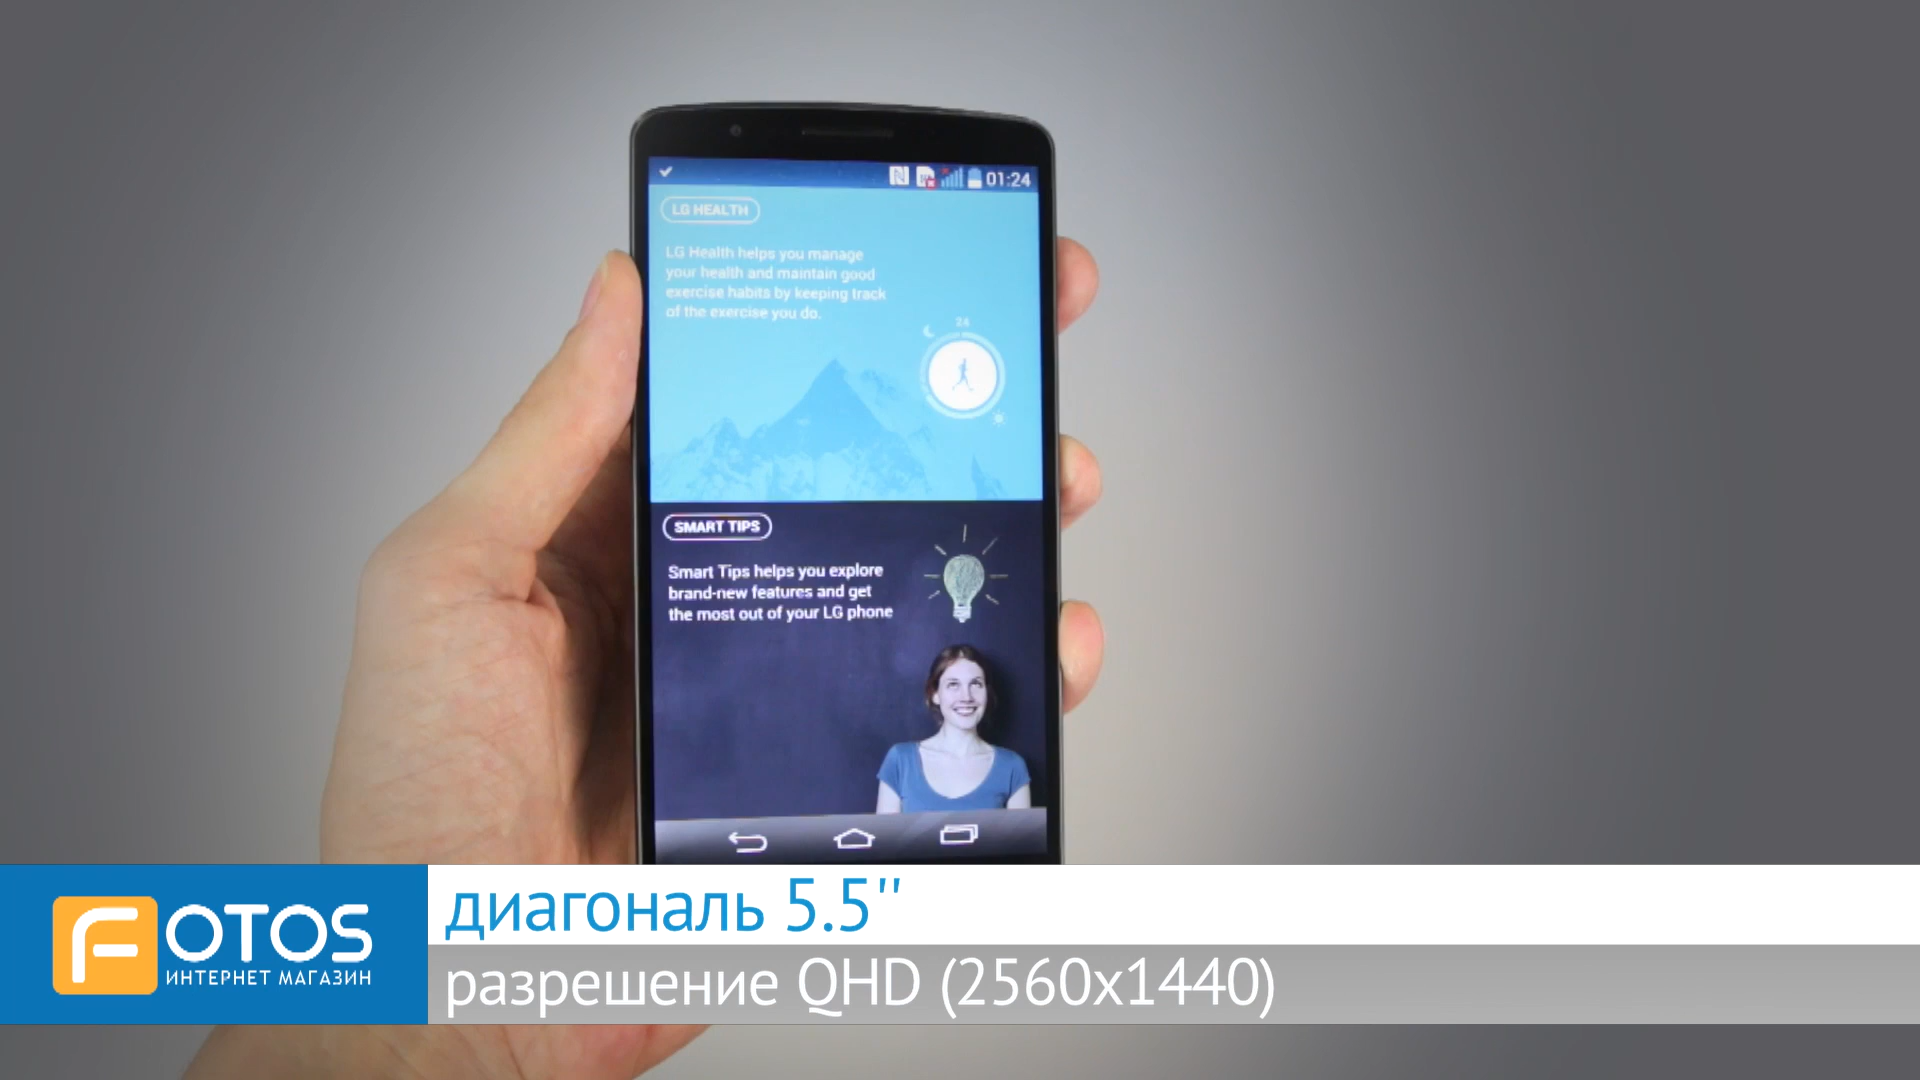 01:24
LG HEALTH
LG Health helps you manage
your health and maintain good
exercise habits by keeping track
of the exercise you do.
24
SMART TIPS
Smart Tips helps you explore
brand-new features and get
the most out of your LG phone
FOTOS
ИНТЕРНЕТ МАГАЗИН
диагональ 5.5''
разрешение QHD (2560x1440)